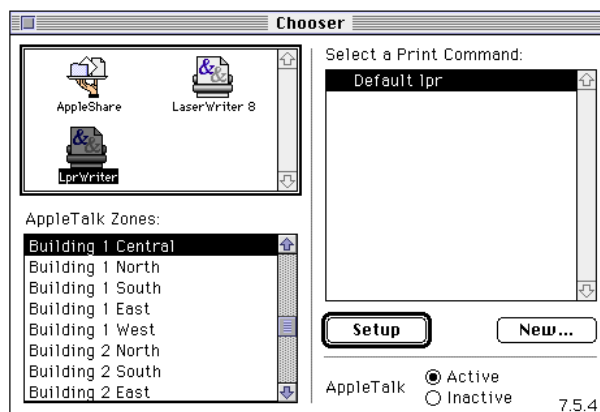 Chooser
AppleShare
LaserWriter 8
LprWriter
AppleTalk Zones:
Building 1 Central
Building 1 North
Building 1 South
Building 1 East
Building 1 West
Building 2 North
Building 2 South
Building 2 East
Select a Print Command:
Default lpr
Setup
New...
AppleTalk
Active
Inactive
7.5.4